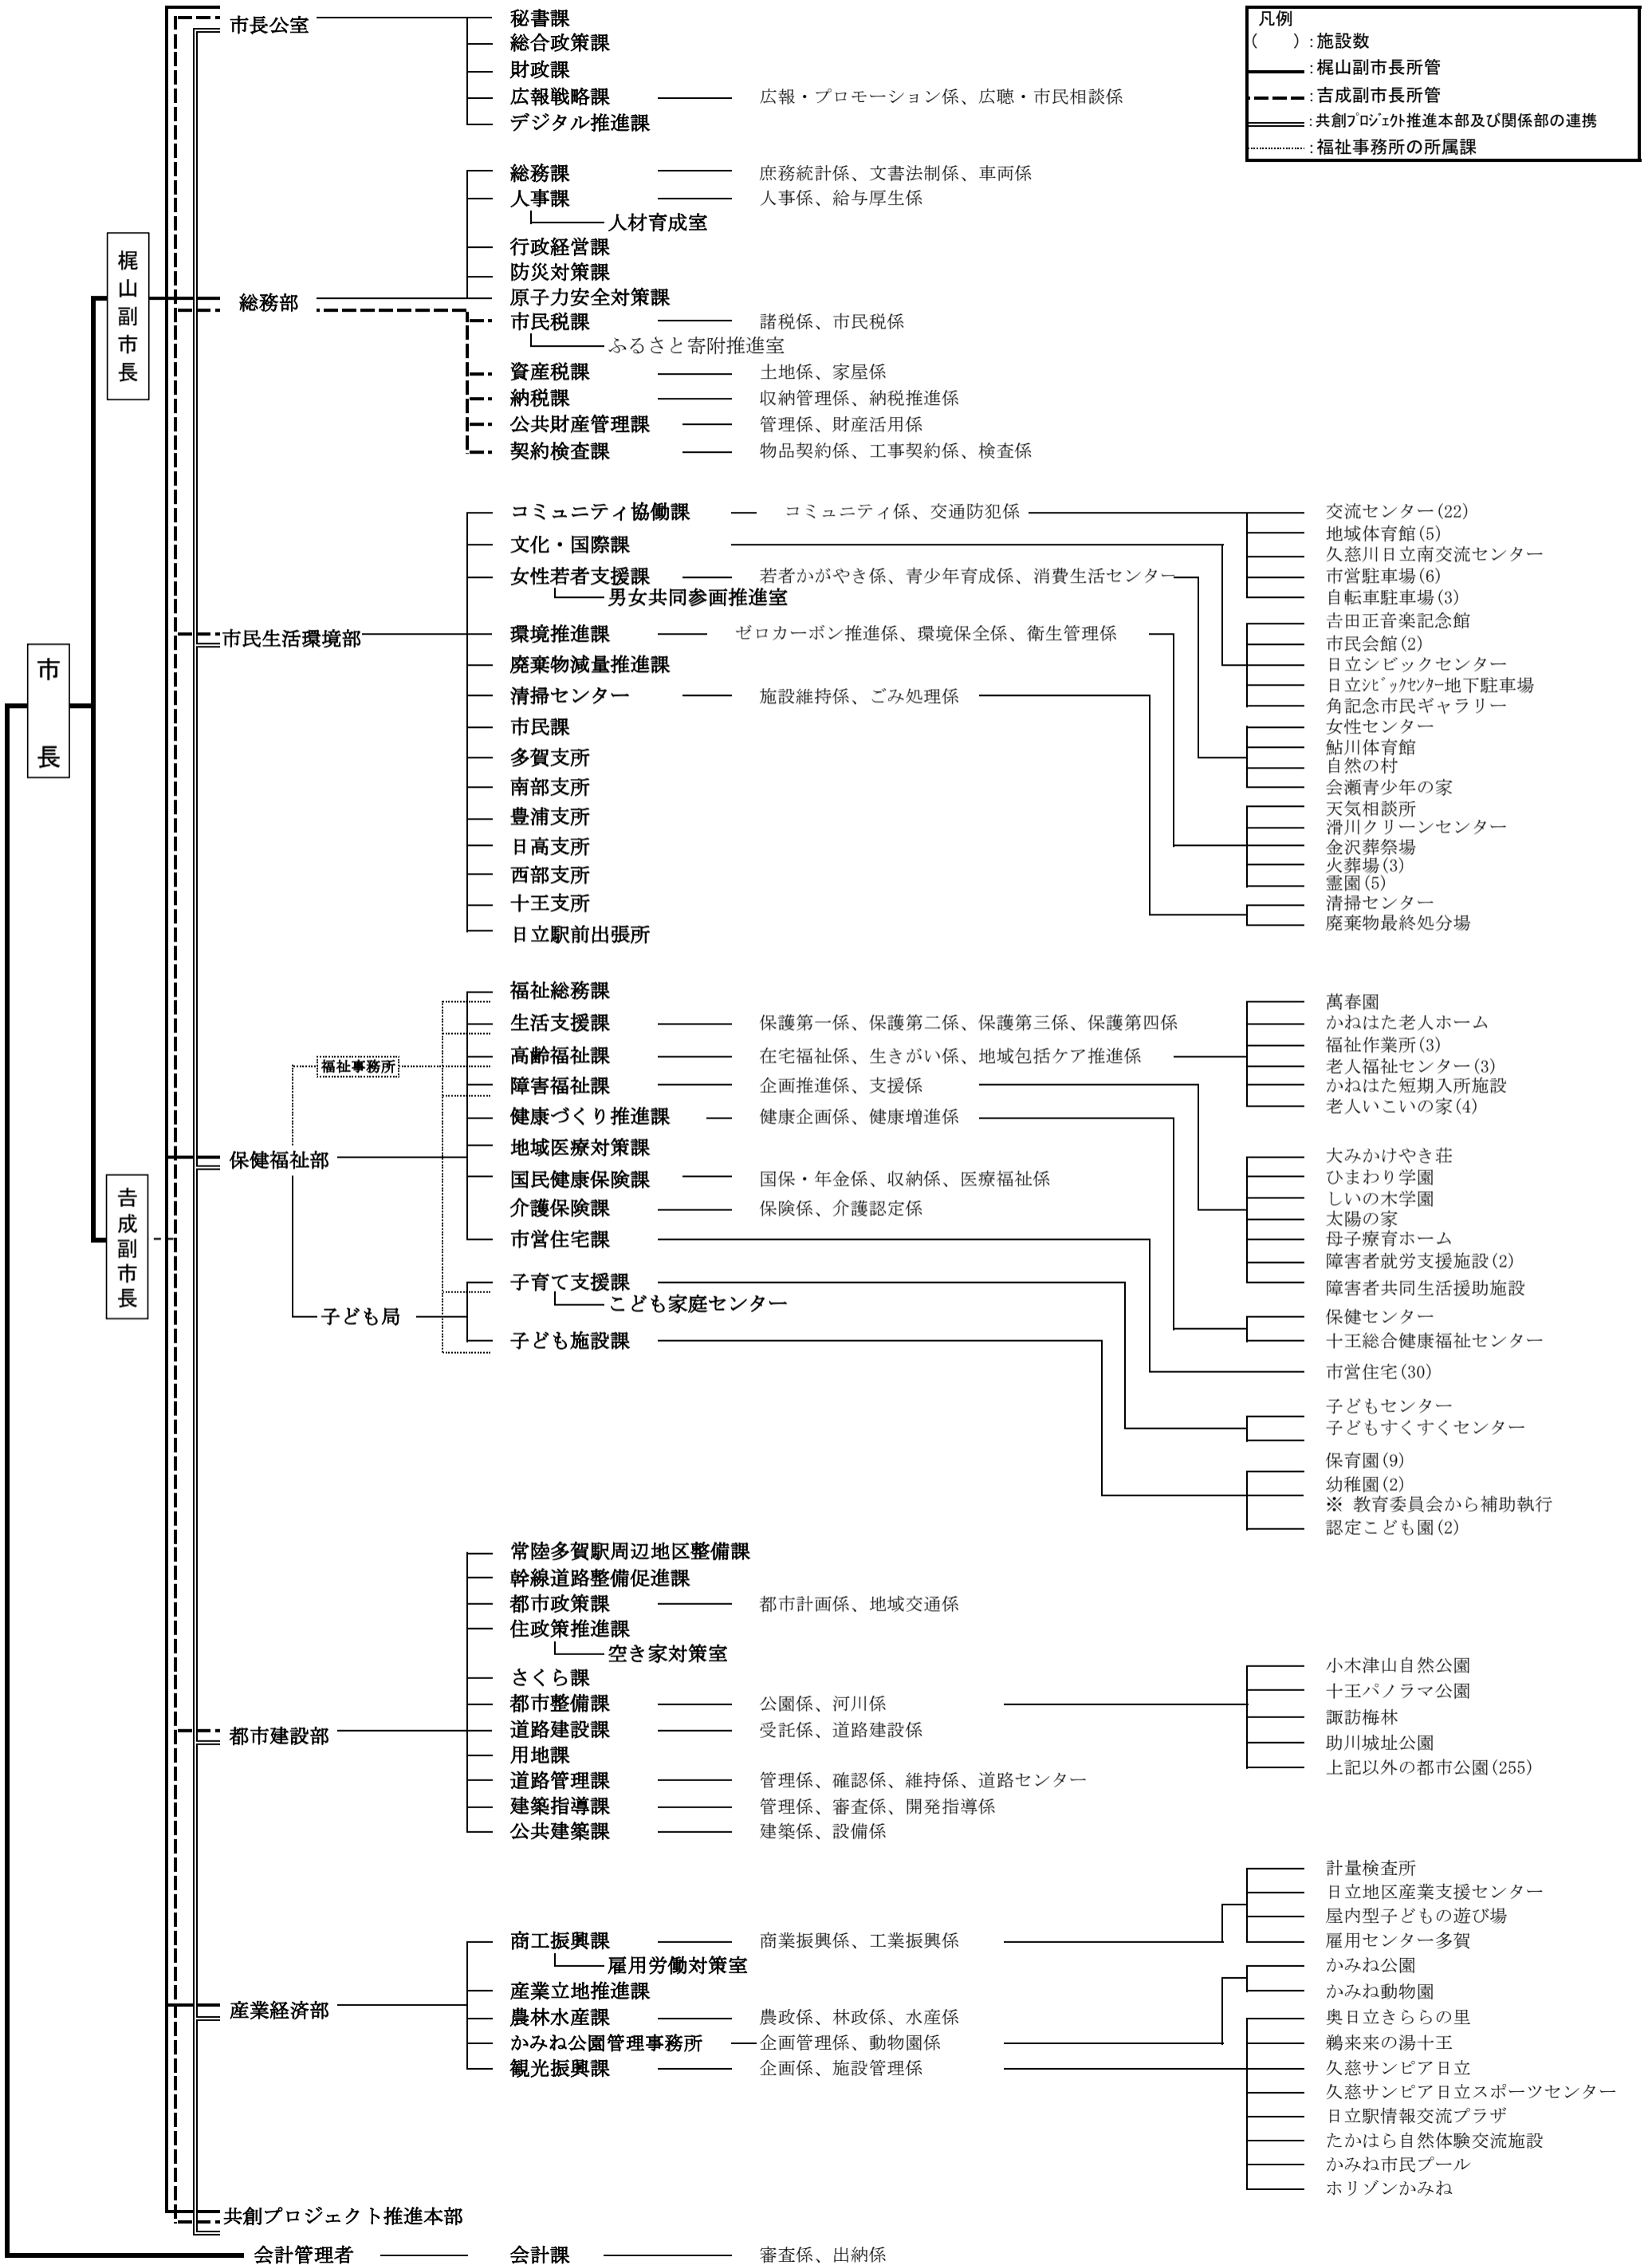 凡例
(　　) : 施設数
: 梶山副市長所管
: 吉成副市長所管
: 共創ﾌﾟﾛｼﾞｪｸﾄ推進本部及び関係部の連携
: 福祉事務所の所属課
市長
梶山副市長
吉成副市長
市長公室
秘書課
総合政策課
財政課
広報戦略課 広報・プロモーション係、広聴・市民相談係
デジタル推進課
総務部
総務課 庶務統計係、文書法制係、車両係
人事課 人事係、給与厚生係
人材育成室
行政経営課
防災対策課
原子力安全対策課
市民税課 諸税係、市民税係
ふるさと寄附推進室
資産税課 土地係、家屋係
納税課 収納管理係、納税推進係
公共財産管理課 管理係、財産活用係
契約検査課 物品契約係、工事契約係、検査係
市民生活環境部
コミュニティ協働課 コミュニティ係、交通防犯係
文化・国際課
女性若者支援課 若者かがやき係、青少年育成係、消費生活センター
男女共同参画推進室
環境推進課 ゼロカーボン推進係、環境保全係、衛生管理係
廃棄物減量推進課
清掃センター 施設維持係、ごみ処理係
市民課
多賀支所
南部支所
豊浦支所
日高支所
西部支所
十王支所
日立駅前出張所
交流センター(22)
地域体育館(5)
久慈川日立南交流センター
市営駐車場(6)
自転車駐車場(3)
吉田正音楽記念館
市民会館(2)
日立シビックセンター
日立ｼﾋﾞｯｸｾﾝﾀｰ地下駐車場
角記念市民ギャラリー
女性センター
鮎川体育館
自然の村
会瀬青少年の家
天気相談所
滑川クリーンセンター
金沢葬祭場
火葬場(3)
霊園(5)
清掃センター
廃棄物最終処分場
保健福祉部
福祉事務所
福祉総務課
生活支援課 保護第一係、保護第二係、保護第三係、保護第四係
高齢福祉課 在宅福祉係、生きがい係、地域包括ケア推進係
障害福祉課 企画推進係、支援係
健康づくり推進課 健康企画係、健康増進係
地域医療対策課
国民健康保険課 国保・年金係、収納係、医療福祉係
介護保険課 保険係、介護認定係
市営住宅課
子ども局
子育て支援課
こども家庭センター
子ども施設課
萬春園
かねはた老人ホーム
福祉作業所(3)
老人福祉センター(3)
かねはた短期入所施設
老人いこいの家(4)
大みかけやき荘
ひまわり学園
しいの木学園
太陽の家
母子療育ホーム
障害者就労支援施設(2)
障害者共同生活援助施設
保健センター
十王総合健康福祉センター
市営住宅(30)
子どもセンター
子どもすくすくセンター
保育園(9)
幼稚園(2)
※ 教育委員会から補助執行
認定こども園(2)
都市建設部
常陸多賀駅周辺地区整備課
幹線道路整備促進課
都市政策課 都市計画係、地域交通係
住政策推進課
空き家対策室
さくら課
都市整備課 公園係、河川係
道路建設課 受託係、道路建設係
用地課
道路管理課 管理係、確認係、維持係、道路センター
建築指導課 管理係、審査係、開発指導係
公共建築課 建築係、設備係
小木津山自然公園
十王パノラマ公園
諏訪梅林
助川城址公園
上記以外の都市公園(255)
産業経済部
商工振興課 商業振興係、工業振興係
雇用労働対策室
産業立地推進課
農林水産課 農政係、林政係、水産係
かみね公園管理事務所 企画管理係、動物園係
観光振興課 企画係、施設管理係
計量検査所
日立地区産業支援センター
屋内型子どもの遊び場
雇用センター多賀
かみね公園
かみね動物園
奥日立きららの里
鵜来来の湯十王
久慈サンピア日立
久慈サンピア日立スポーツセンター
日立駅情報交流プラザ
たかはら自然体験交流施設
かみね市民プール
ホリゾンかみね
共創プロジェクト推進本部
会計管理者 会計課 審査係、出納係